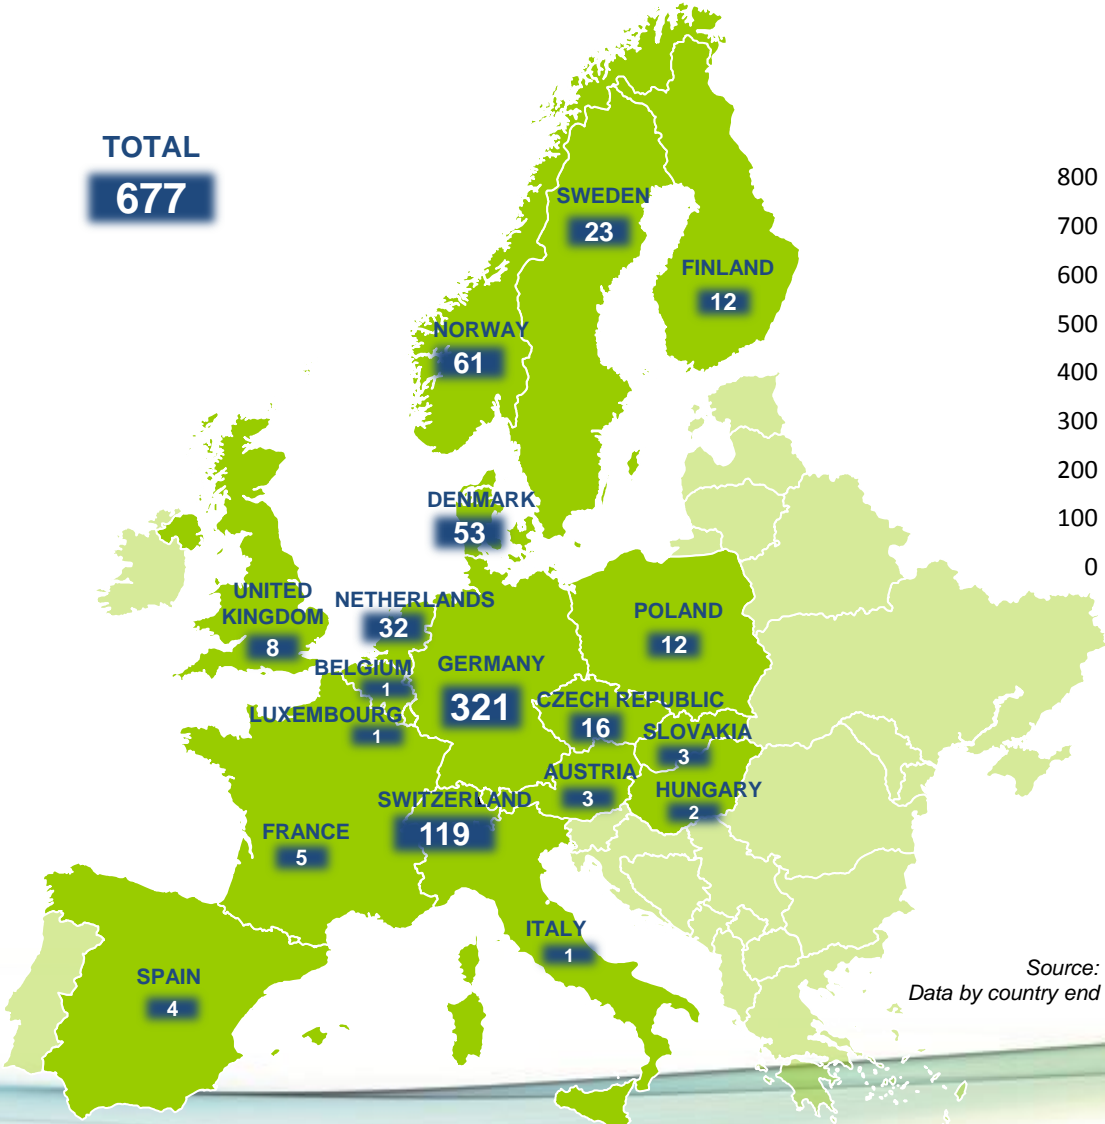 TOTAL
677
SWEDEN
23
FINLAND
12
NORWAY
61
DENMARK
53
UNITED
KINGDOM
8
NETHERLANDS
32
BELGIUM
1
LUXEMBOURG
1
GERMANY
321
POLAND
12
CZECH REPUBLIC
16
SLOVAKIA
3
AUSTRIA
3
HUNGARY
2
SWITZERLAND
119
FRANCE
5
ITALY
1
SPAIN
4
800
700
600
500
400
300
200
100
0
Source:
Data by country end